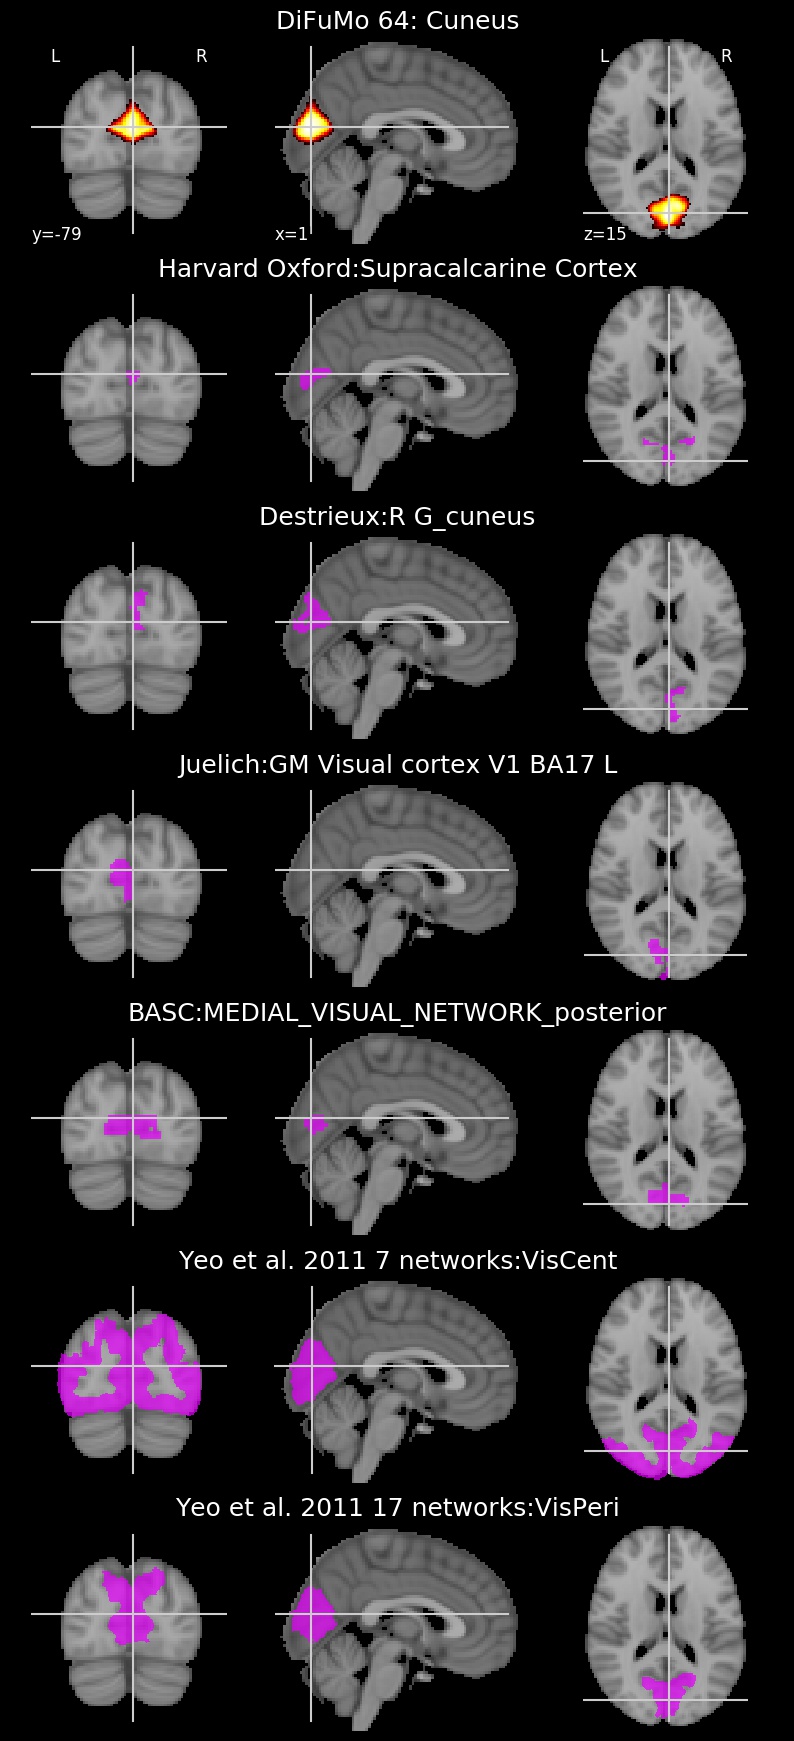 DiFuMo 64: Cuneus
L R L R
y=-79 x=1 z=15
Harvard Oxford:Supracalcarine Cortex
Destrieux:R G_cuneus
Juelich:GM Visual cortex V1 BA17 L
BASC:MEDIAL_VISUAL_NETWORK_posterior
Yeo et al. 2011 7 networks:VisCent
Yeo et al. 2011 17 networks:VisPeri